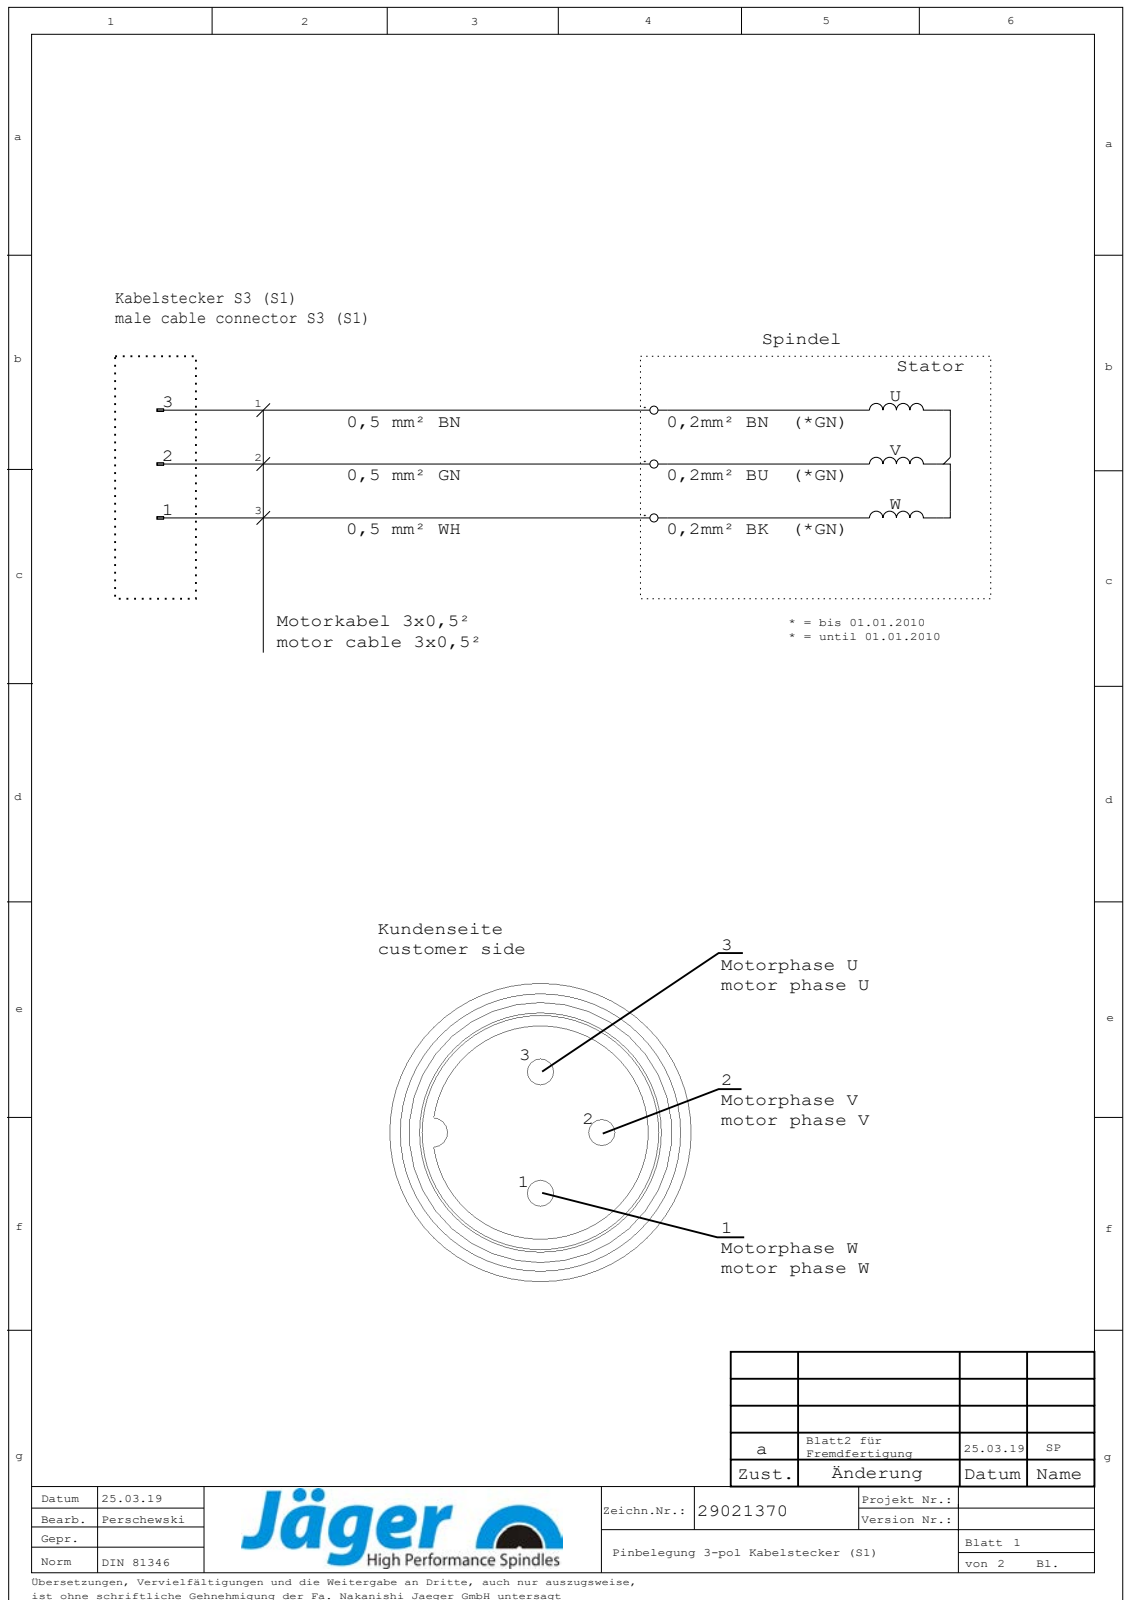 1 2 3 4 5 6
a a
Kabelstecker S3 (S1)
male cable connector S3 (S1)
Spindel
Stator
b b
3 1 0,5 mm² BN 0,2mm² BN (*GN) U
2 2 0,5 mm² GN 0,2mm² BU (*GN) V
1 3 0,5 mm² WH 0,2mm² BK (*GN) W
c c
Motorkabel 3x0,5²
motor cable 3x0,5²
* = bis 01.01.2010
* = until 01.01.2010
d d
Kundenseite
customer side
3
Motorphase U
motor phase U
e e
3
2
Motorphase V
motor phase V
2
1
1
Motorphase W
motor phase W
f f
g g
a Blatt2 für Fremdfertigung 25.03.19 SP
Zust. Änderung Datum Name
Datum 25.03.19
Bearb. Perschewski
Gepr.
Norm DIN 81346
Jäger
High Performance Spindles
Zeichn.Nr.: 29021370
Projekt Nr.:
Version Nr.:
Pinbelegung 3-pol Kabelstecker (S1)
Blatt 1
von 2 Bl.
Übersetzungen, Vervielfältigungen und die Weitergabe an Dritte, auch nur auszugsweise,
ist ohne schriftliche Gehnehmigung der Fa. Nakanishi Jaeger GmbH untersagt